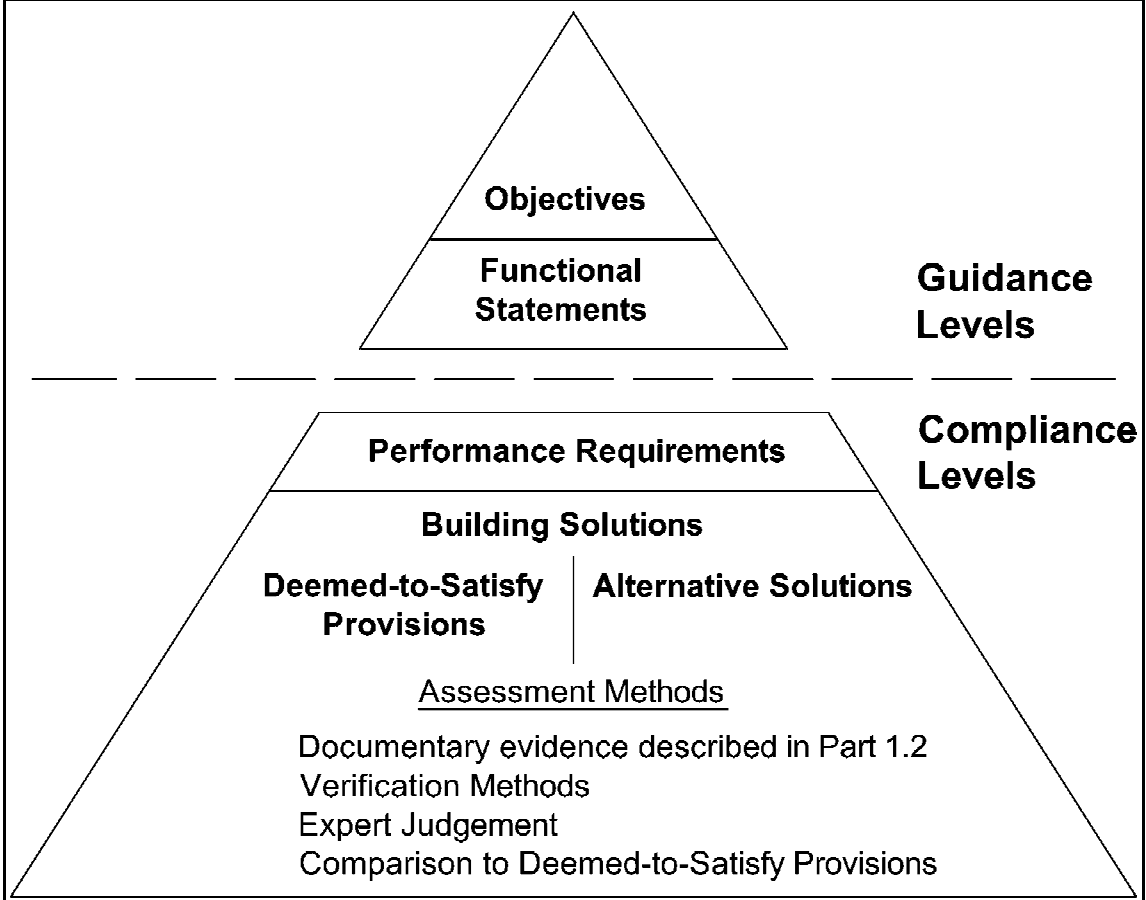 Objectives
Functional
Statements
Guidance
Levels
Compliance
Levels
Performance Requirements
Building Solutions
Deemed-to-Satisfy
Provisions
Alternative Solutions
Assessment Methods
Documentary evidence described in Part 1.2
Verification Methods
Expert Judgement
Comparison to Deemed-to-Satisfy Provisions